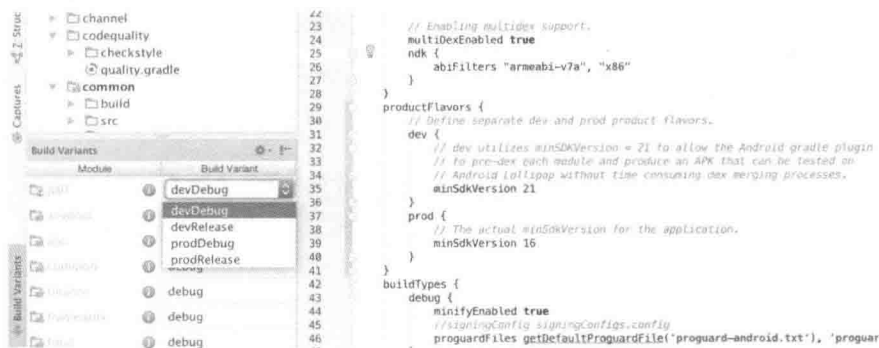 Z: Struc
Captures
Build Variants
channel
codequality
checkstyle
quality.gradle
common
build
src
Build Variants
Module
Build Variant
devDebug
devDebug
devRelease
prodDebug
prodRelease
debug
debug
debug
debug
22
23 // Enabling multidex support.
24 multiDexEnabled true
25 ndk {
26 abiFilters "armeabi-v7a", "x86"
27 }
28 }
29 productFlavors {
30 // Define separate dev and prod product flavors.
31 dev {
32 // dev utilizes minSDKVersion = 21 to allow the Android gradle plugin
33 // to pre-dex each module and produce an APK that can be tested on
34 // Android Lollipop without time consuming dex merging processes.
35 minSdkVersion 21
36 }
37 prod {
38 // The actual minSdkVersion for the application.
39 minSdkVersion 16
40 }
41 }
42 buildTypes {
43 debug {
44 minifyEnabled true
45 //signingConfig signingConfigs.config
46 proguardFiles getDefaultProguardFile('proguard-android.txt'), 'proguar